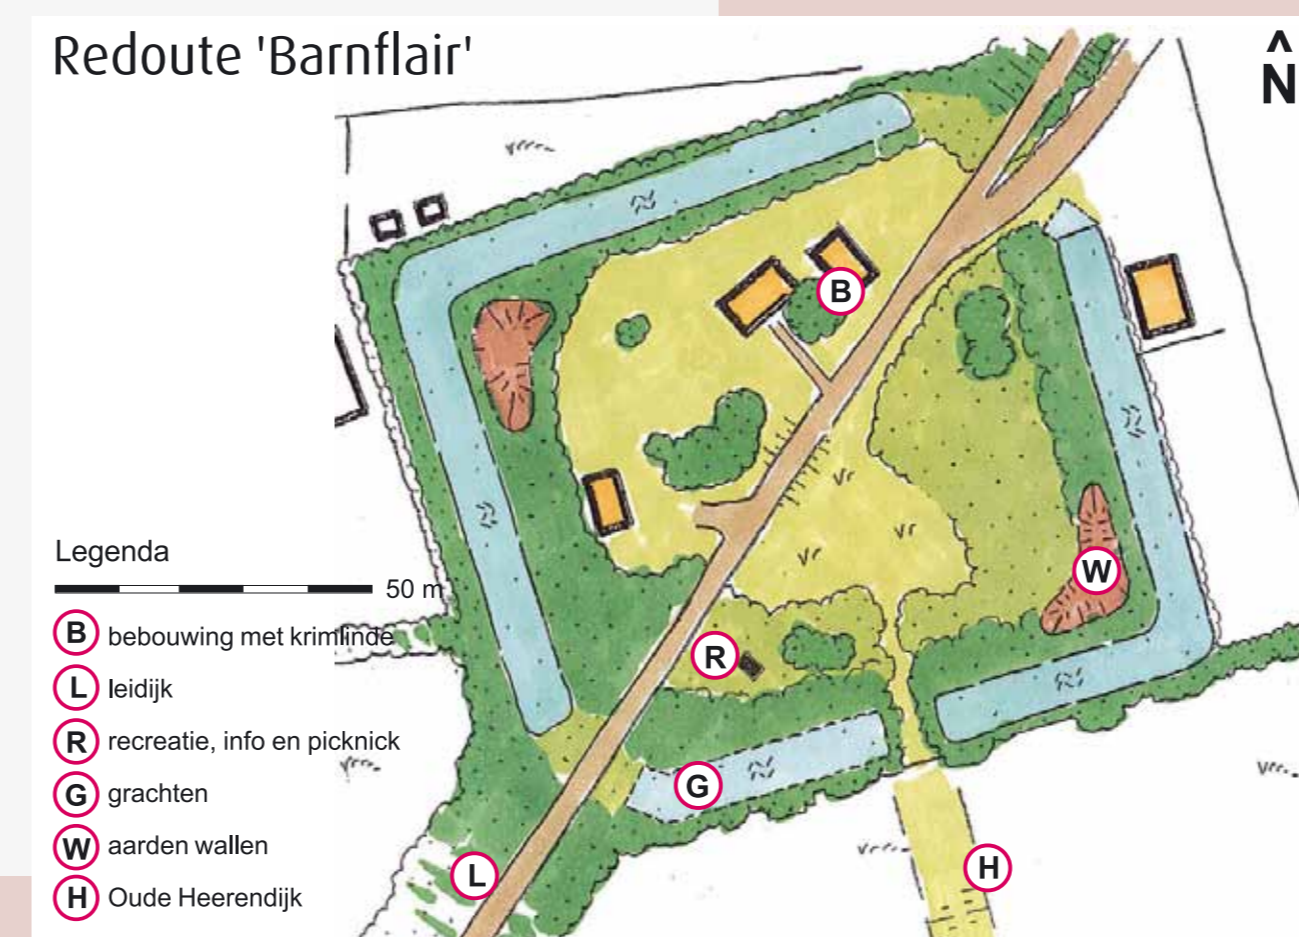 Redoute 'Barnflair'
^
N
B
W
R
G
L
H
Legenda
50 m
B bebouwing met krimlinde
L leidijk
R recreatie, info en picknick
G grachten
W aarden wallen
H Oude Heerendijk